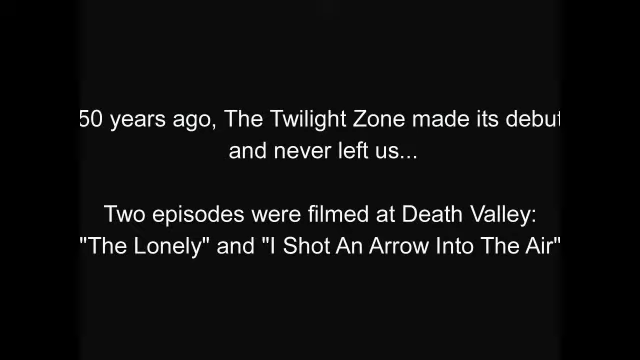 50 years ago, The Twilight Zone made its debut
and never left us...
Two episodes were filmed at Death Valley:
"The Lonely" and "I Shot An Arrow Into The Air"